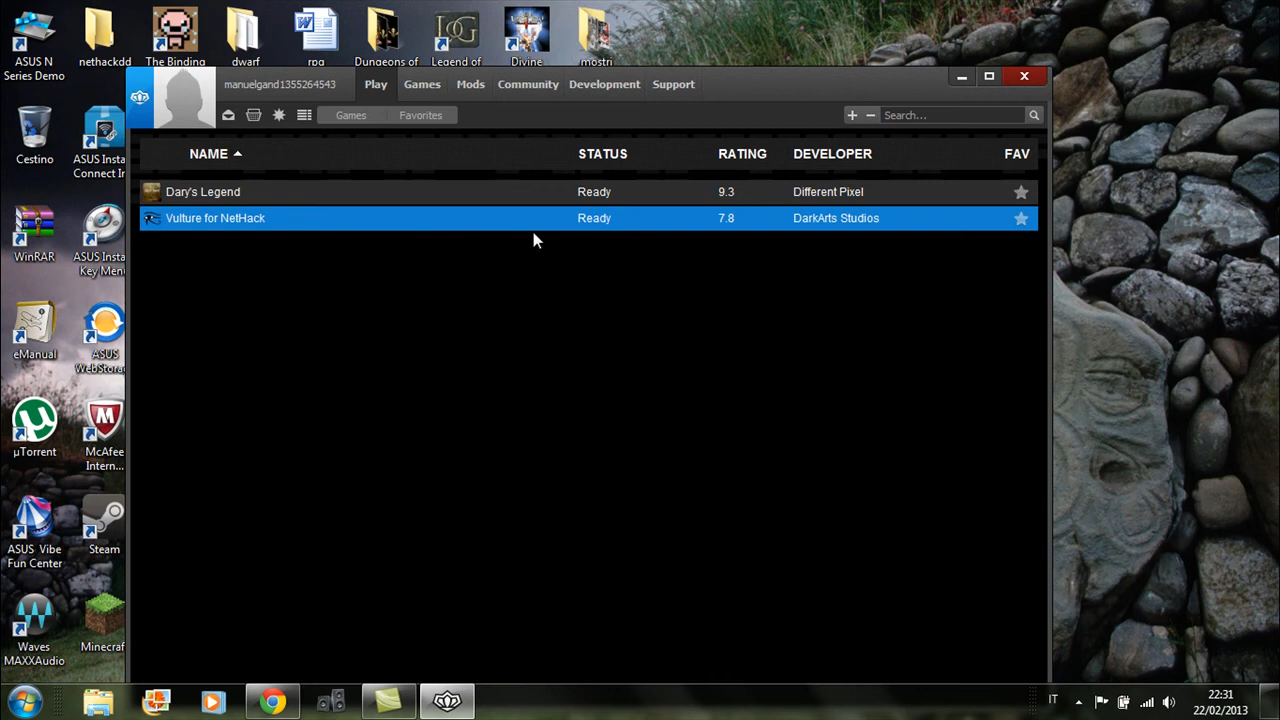 ASUS N
Series Demo
nethackdd
The Binding
dwarf
rpg
Dungeons of
Legend of
Divine
mostri
LOG
manuelgand1355264543
Play
Games
Mods
Community
Development
Support
Games
Favorites
Search...
NAME
STATUS
RATING
DEVELOPER
FAV
Dary's Legend
Ready
9.3
Different Pixel
Vulture for NetHack
Ready
7.8
DarkArts Studios
Cestino
ASUS Insta
Connect In
WinRAR
ASUS Insta
Key Menu
eManual
ASUS
WebStorag
µTorrent
McAfee
Intern...
ASUS Vibe
Fun Center
Steam
Waves
MAXXAudio
Minecraf
IT
22:31
22/02/2013